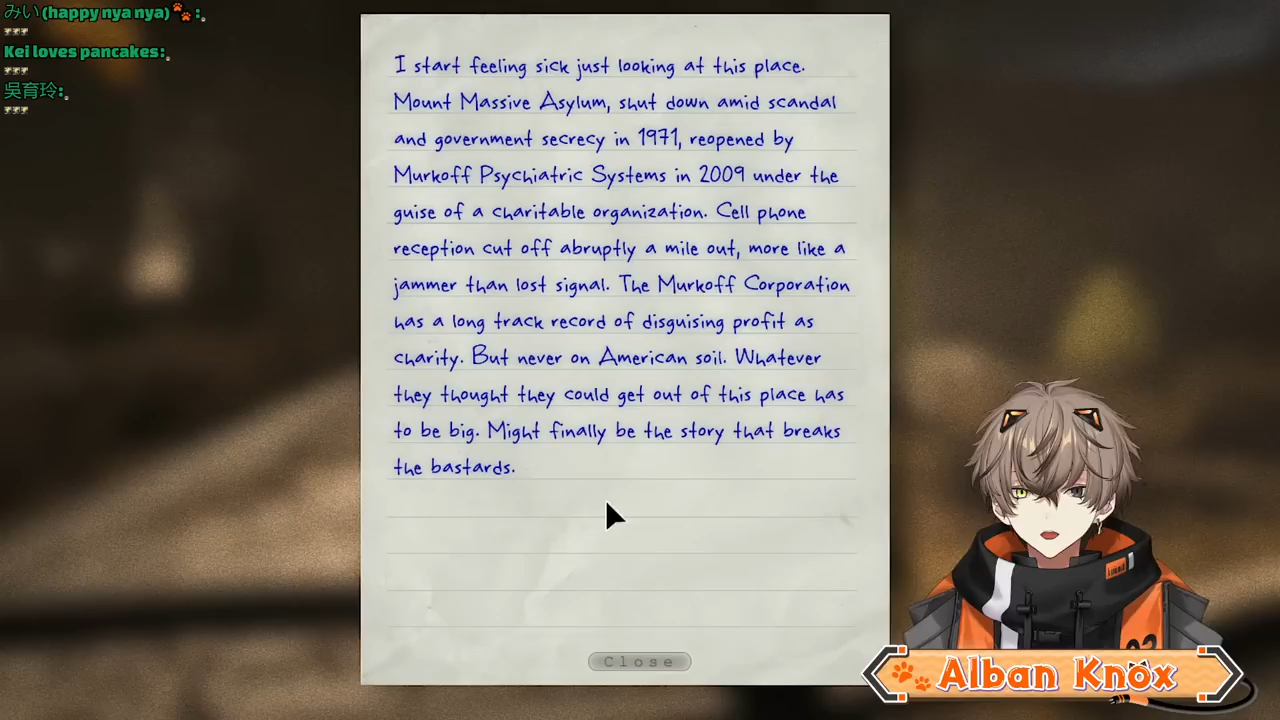 みい(happy nya nya)🐾:
Kei loves pancakes:
吳育玲:
I start feeling sick just looking at this place.
Mount Massive Asylum, shut down amid scandal
and government secrecy in 1971, reopened by
Murkoff Psychiatric Systems in 2009 under the
guise of a charitable organization. Cell phone
reception cut off abruptly a mile out, more like a
jammer than lost signal. The Murkoff Corporation
has a long track record of disguising profit as
charity. But never on American soil. Whatever
they thought they could get out of this place has
to be big. Might finally be the story that breaks
the bastards.
Close
Alban Knox